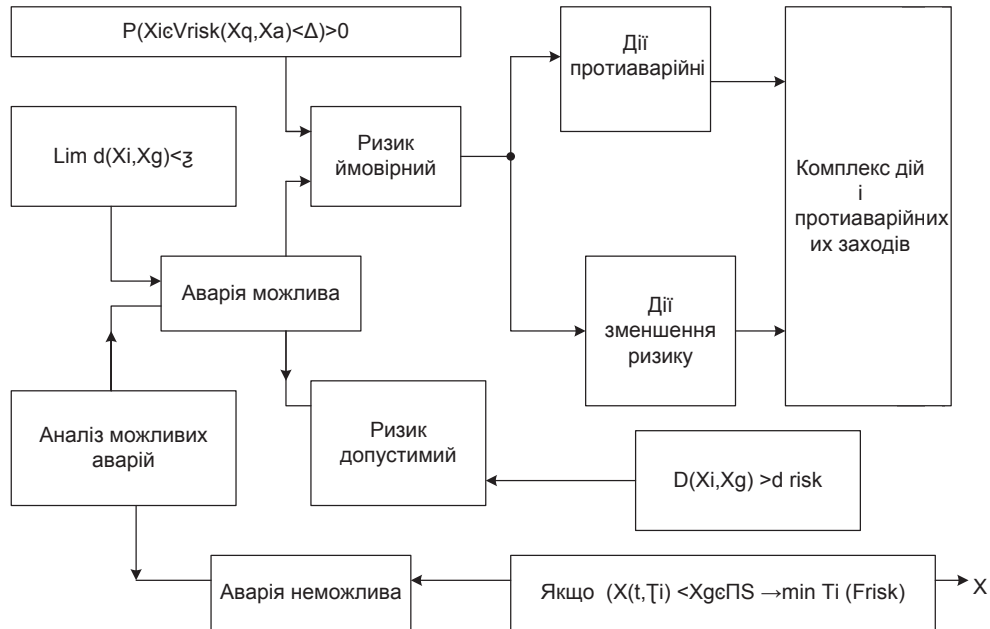 P(XiєVrisk(Xq,Xa)<Δ)>0
Дії
протиаварійні
Lim d(Xi,Xg)<ƺ
Ризик
ймовірний
Комплекс дій
і
протиаварійних
их заходів
Аварія можлива
Дії
зменшення
ризику
Аналіз можливих
аварій
Ризик
допустимий
D(Xi,Xg) >d risk
Аварія неможлива
Якщо (X(t,Ʈi) <XgєПS →min Ti (Frisk)
X